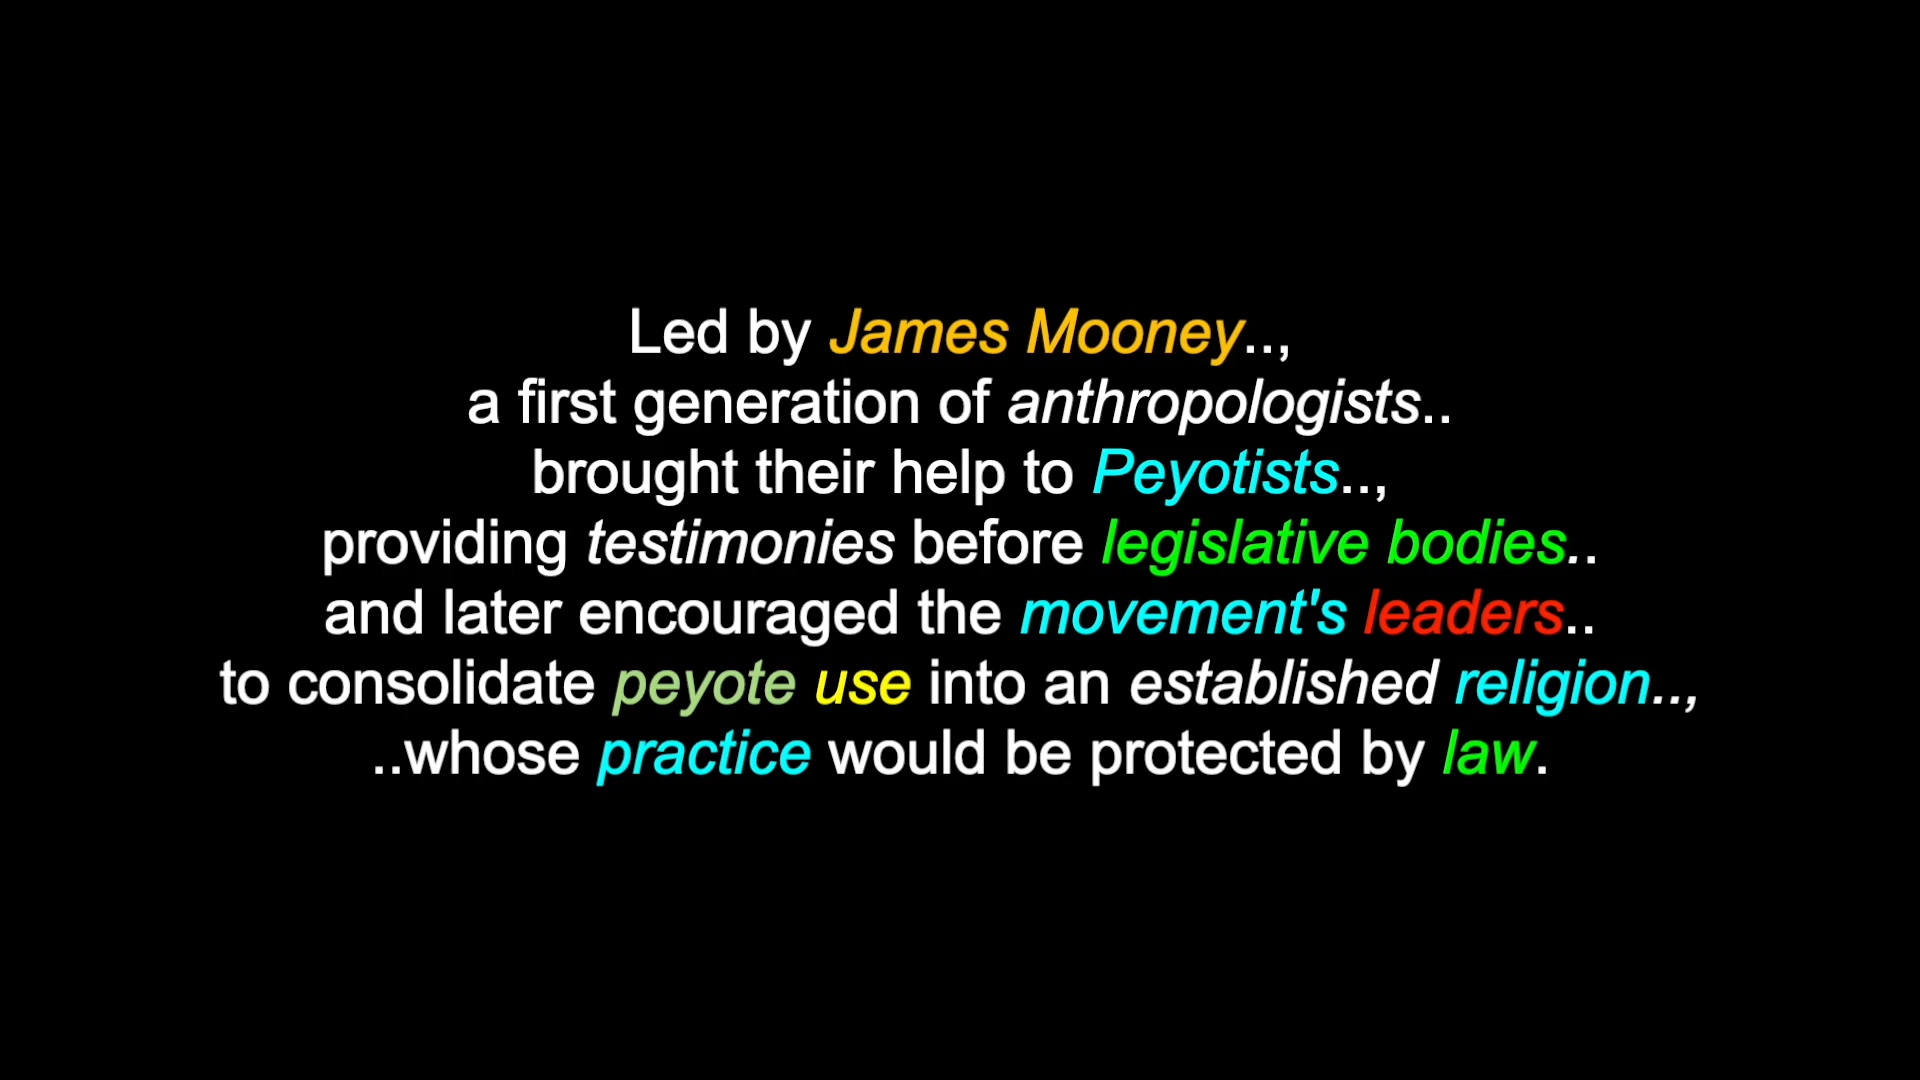 Led by James Mooney..,
a first generation of anthropologists..
brought their help to Peyotists..,
providing testimonies before legislative bodies..
and later encouraged the movement's leaders..
to consolidate peyote use into an established religion..,
..whose practice would be protected by law.